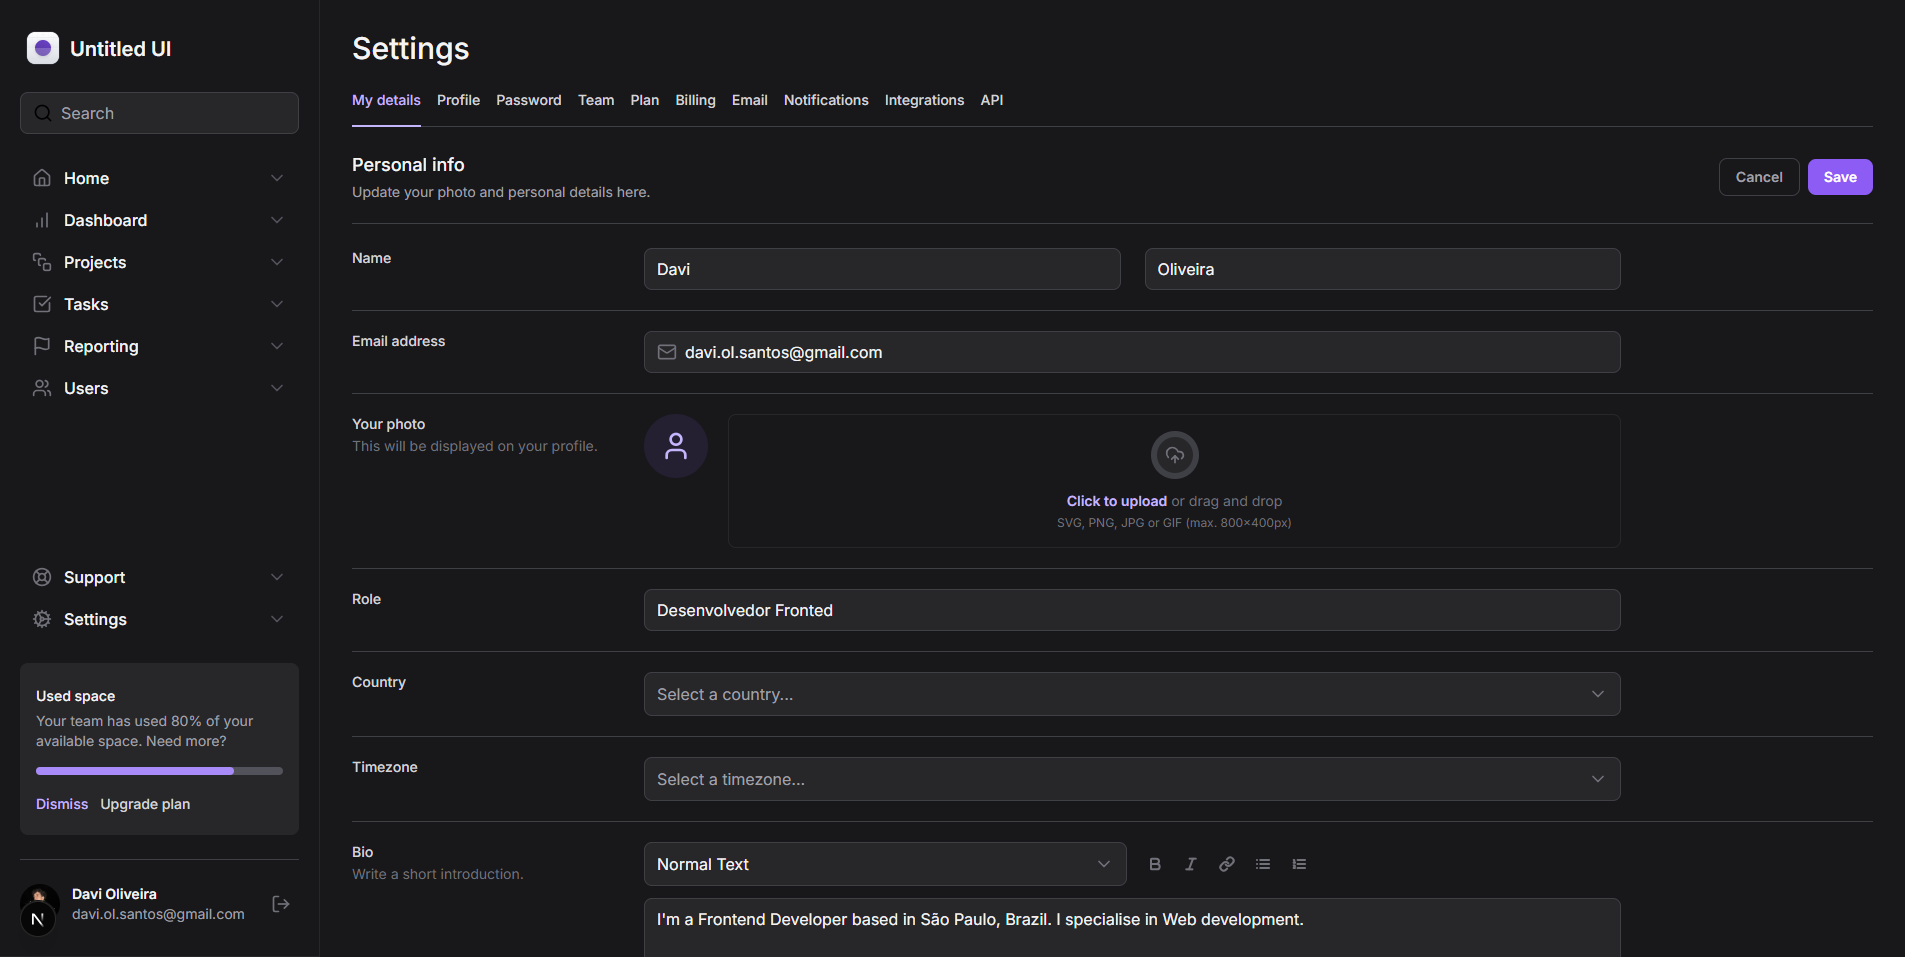 Untitled UI
Search
Home
Dashboard
Projects
Tasks
Reporting
Users
Support
Settings
Used space
Your team has used 80% of your
available space. Need more?
Dismiss Upgrade plan
Davi Oliveira
davi.ol.santos@gmail.com
N
Settings
My details Profile Password Team Plan Billing Email Notifications Integrations API
Personal info
Update your photo and personal details here.
Cancel Save
Name
Davi Oliveira
Email address
davi.ol.santos@gmail.com
Your photo
This will be displayed on your profile.
Click to upload or drag and drop
SVG, PNG, JPG or GIF (max. 800×400px)
Role
Desenvolvedor Fronted
Country
Select a country...
Timezone
Select a timezone...
Bio
Write a short introduction.
Normal Text
I'm a Frontend Developer based in São Paulo, Brazil. I specialise in Web development.